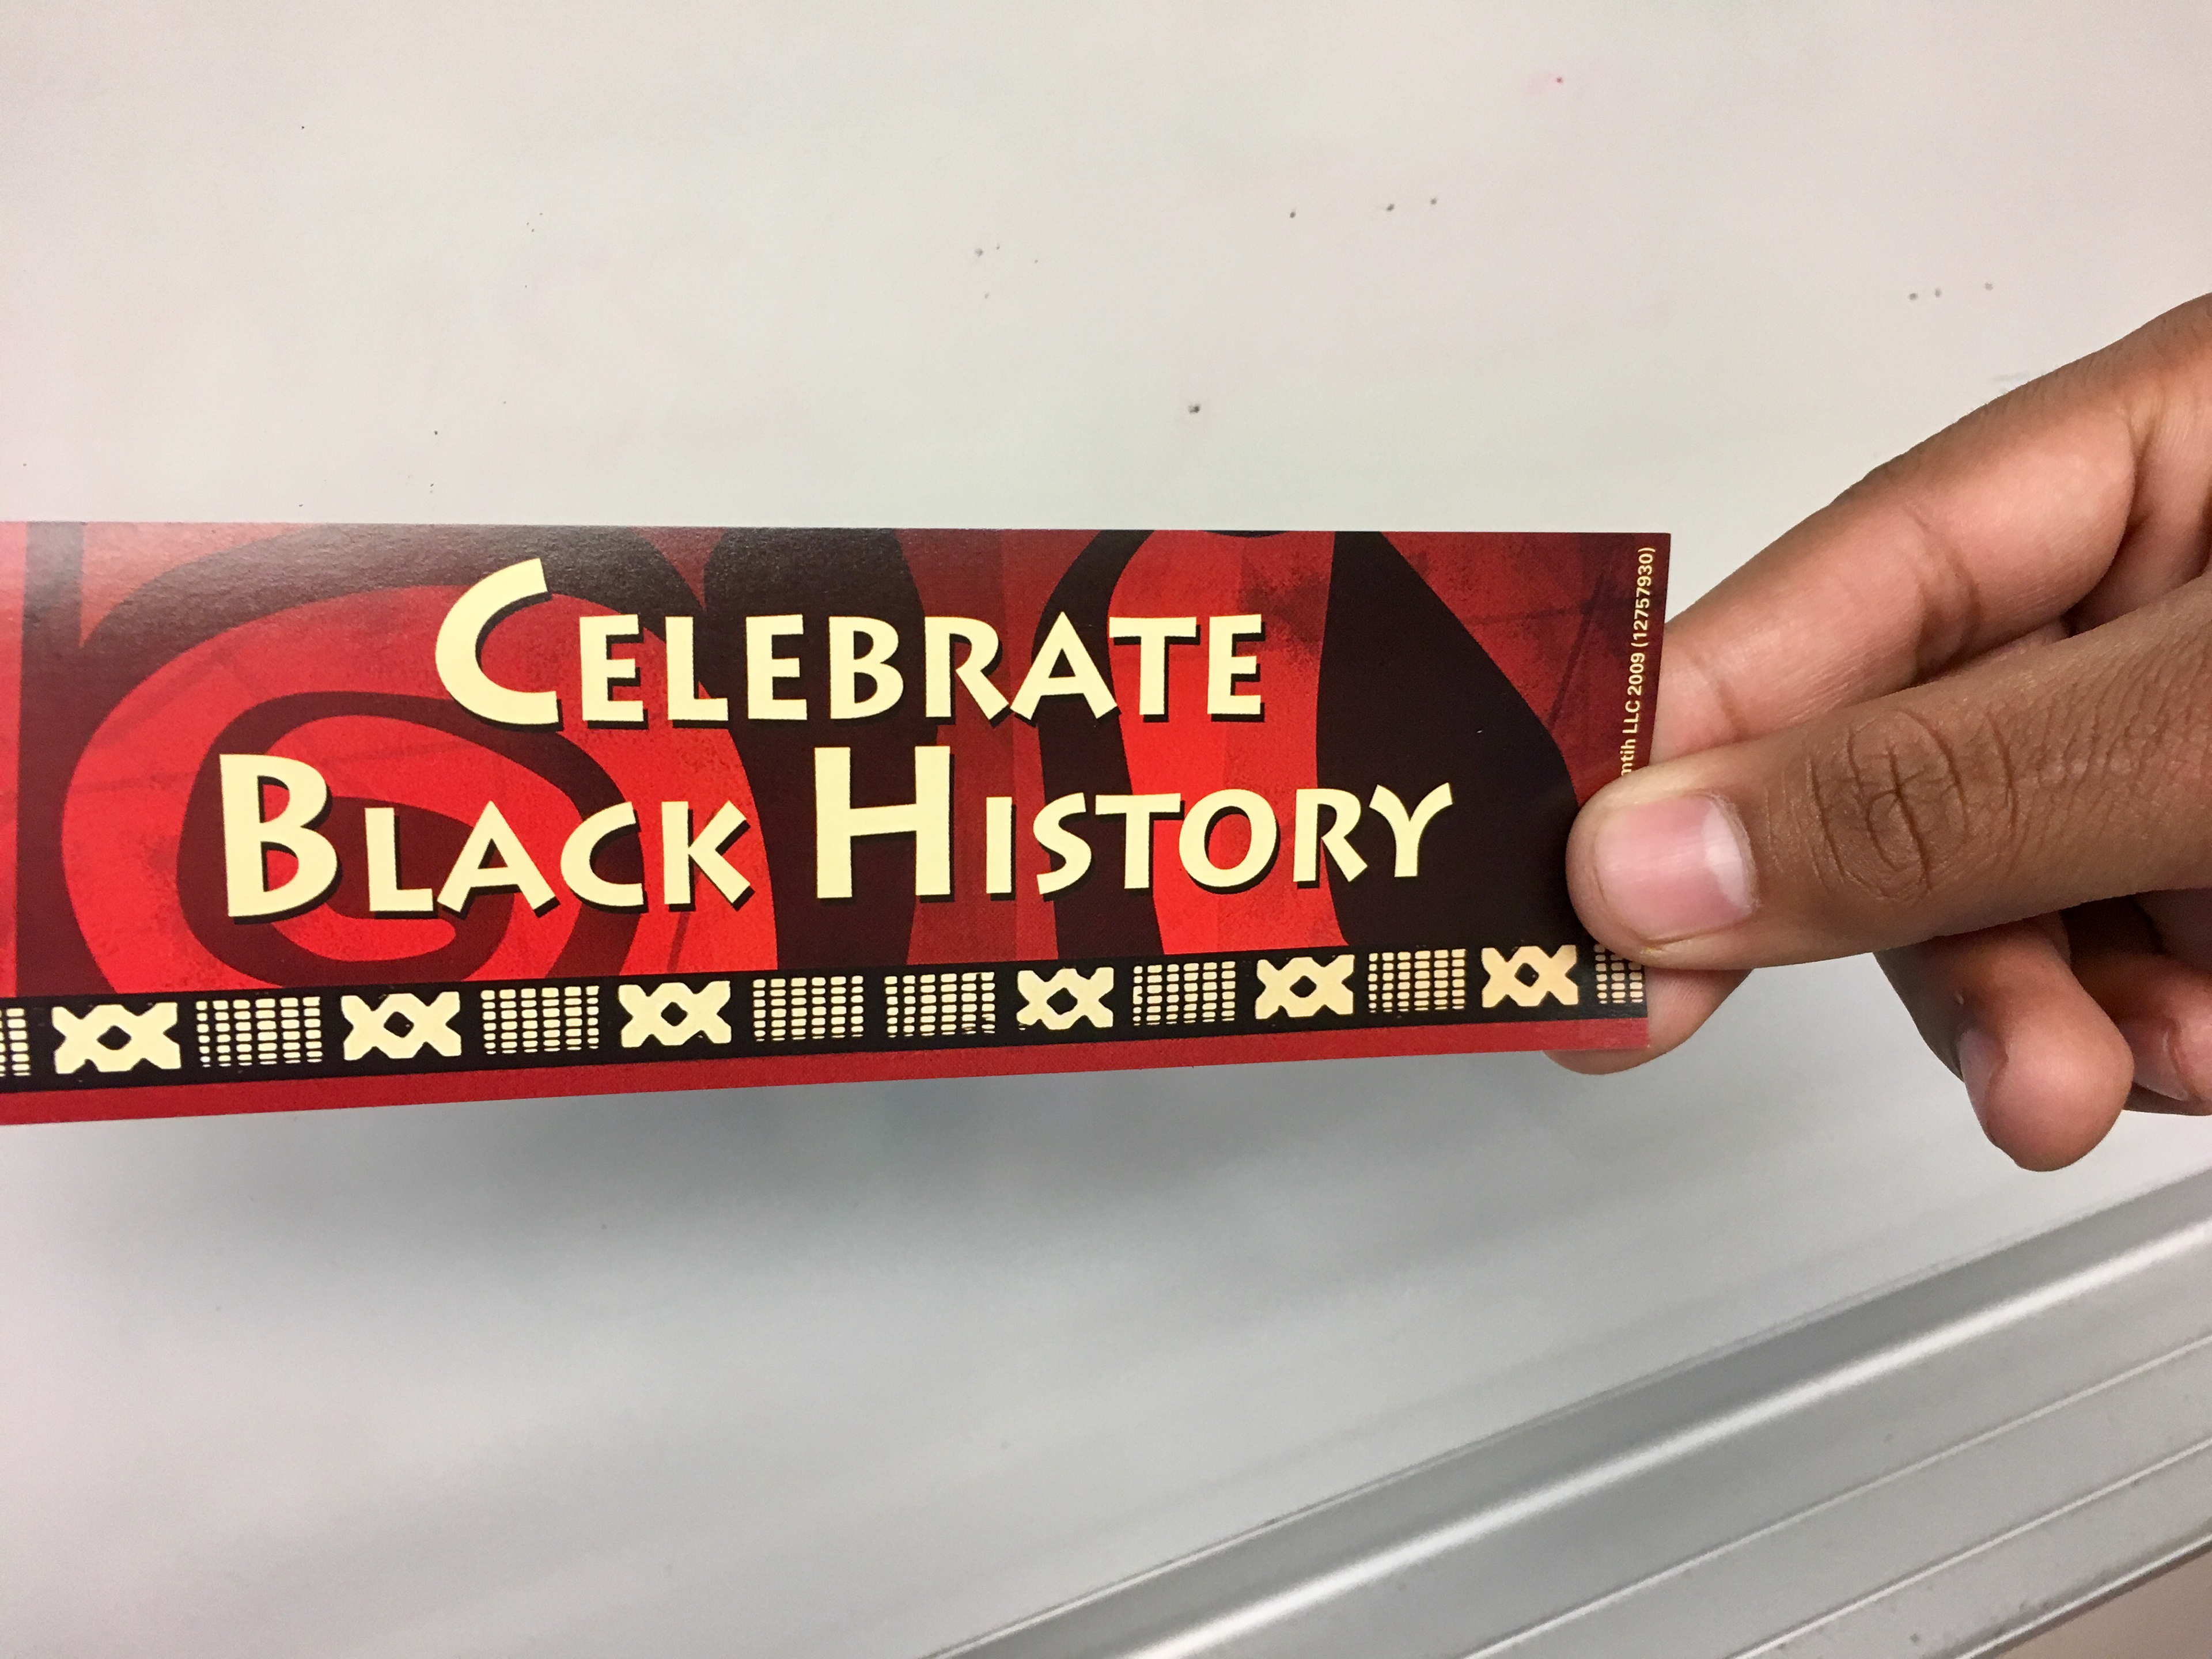 CELEBRATE
BLACK HISTORY
LLC 2009 (12757930)